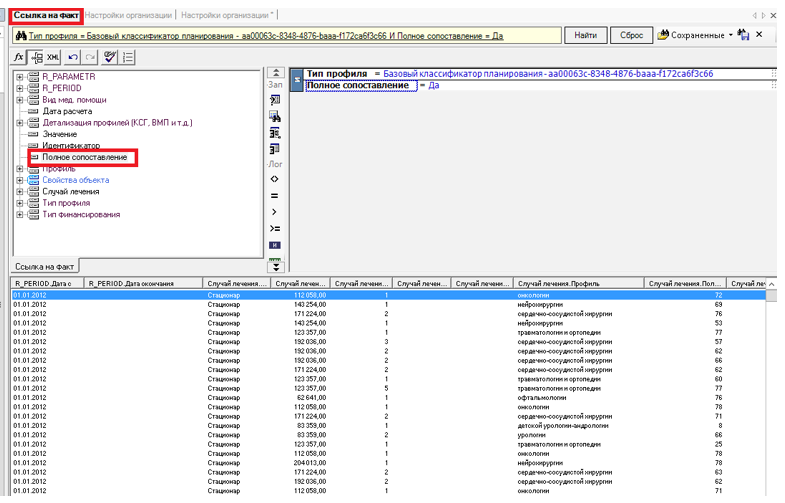 Ссылка на факт Настройки организации Настройки организации *
Тип профиля = Базовый классификатор планирования - aa00063c-8348-4876-baaa-f172ca6f3c66 И Полное сопоставление = Да Найти Сброс Сохраненные
fx XML
R_PARAMETR
R_PERIOD
Вид мед. помощи
Дата расчета
Детализация профилей (КСГ, ВМП и т.д.)
Значение
Идентификатор
Полное сопоставление
Профиль
Свойства объекта
Случай лечения
Тип профиля
Тип финансирования
Ссылка на факт
Зап
Лог
<>
=
>
>=
И
Тип профиля = Базовый классификатор планирования - aa00063c-8348-4876-baaa-f172ca6f3c66
Полное сопоставление = Да
R_PERIOD.Дата с R_PERIOD.Дата окончания Случай лечения.... Случай лечен... Случай лечени... Случай лечен... Случай лечени... Случай лечения.Профиль Случай лечения.Пол... Случай леч
01.01.2012 Стационар 112 058,00 1 онкологии 72
01.01.2012 Стационар 143 254,00 1 нейрохирургии 69
01.01.2012 Стационар 171 224,00 2 сердечно-сосудистой хирургии 76
01.01.2012 Стационар 143 254,00 1 нейрохирургии 53
01.01.2012 Стационар 123 357,00 1 травматологии и ортопедии 77
01.01.2012 Стационар 192 036,00 3 сердечно-сосудистой хирургии 57
01.01.2012 Стационар 192 036,00 2 сердечно-сосудистой хирургии 62
01.01.2012 Стационар 192 036,00 2 сердечно-сосудистой хирургии 66
01.01.2012 Стационар 171 224,00 2 сердечно-сосудистой хирургии 62
01.01.2012 Стационар 123 357,00 1 травматологии и ортопедии 60
01.01.2012 Стационар 123 357,00 5 травматологии и ортопедии 77
01.01.2012 Стационар 62 641,00 1 офтальмологии 76
01.01.2012 Стационар 112 058,00 1 онкологии 78
01.01.2012 Стационар 171 224,00 2 сердечно-сосудистой хирургии 71
01.01.2012 Стационар 83 359,00 1 детской урологии-андрологии 8
01.01.2012 Стационар 83 359,00 2 урологии 66
01.01.2012 Стационар 123 357,00 1 травматологии и ортопедии 25
01.01.2012 Стационар 112 058,00 1 онкологии 78
01.01.2012 Стационар 204 013,00 1 нейрохирургии 78
01.01.2012 Стационар 171 224,00 2 сердечно-сосудистой хирургии 63
01.01.2012 Стационар 192 036,00 2 сердечно-сосудистой хирургии 62
01.01.2012 Стационар 112 058,00 1 онкологии 71